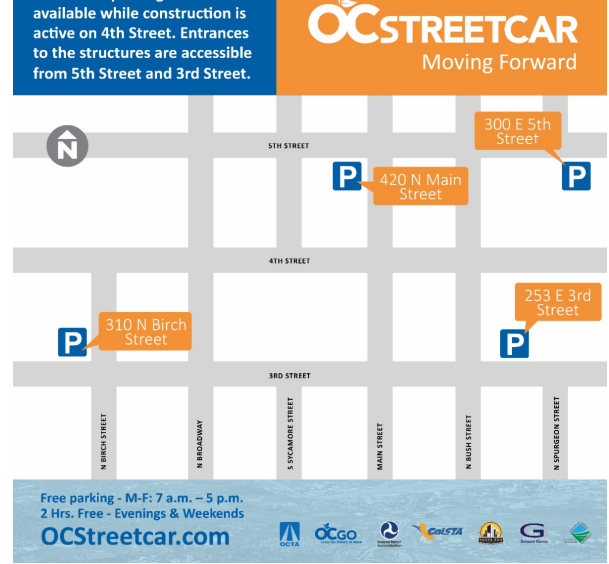 available while construction is
active on 4th Street. Entrances
to the structures are accessible
from 5th Street and 3rd Street.
OC STREETCAR
Moving Forward
N
5TH STREET
300 E 5th
Street
P
P
420 N Main
Street
4TH STREET
253 E 3rd
Street
310 N Birch
Street
P
P
3RD STREET
N BIRCH STREET
N BROADWAY
S SYCAMORE STREET
MAIN STREET
N BUSH STREET
N SPURGEON STREET
Free parking - M-F: 7 a.m. – 5 p.m.
2 Hrs. Free - Evenings & Weekends
OCStreetcar.com
OCTA
OCGO
CalSTA
G